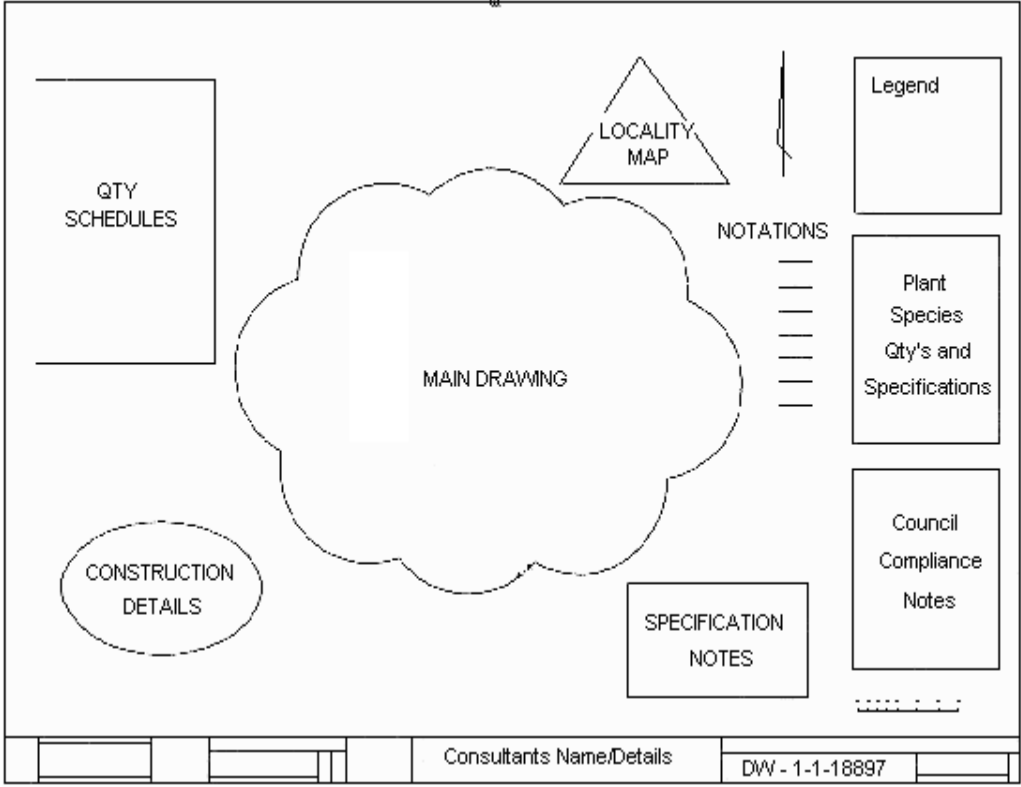 LOCALITY
MAP
Legend
QTY
SCHEDULES
NOTATIONS
Plant
Species
Qty's and
Specifications
MAIN DRAWING
Council
Compliance
Notes
CONSTRUCTION
DETAILS
SPECIFICATION
NOTES
Consultants Name/Details
DW - 1-1-18897